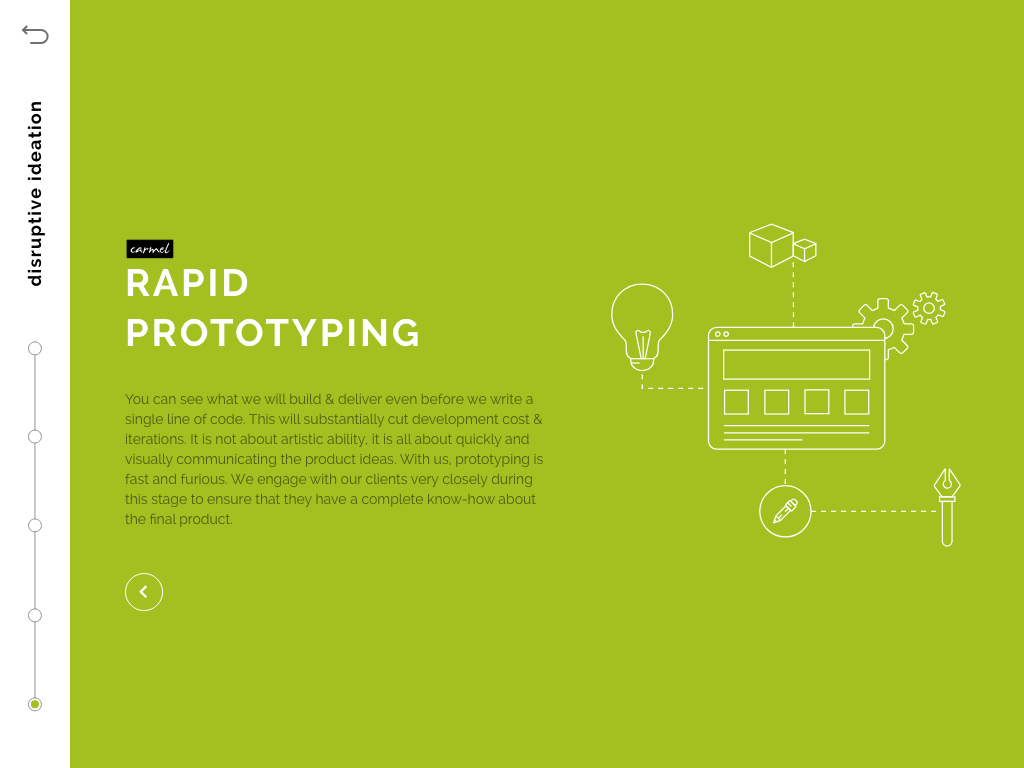 disruptive ideation
carmel
RAPID
PROTOTYPING
You can see what we will build & deliver even before we write a
single line of code. This will substantially cut development cost &
iterations. It is not about artistic ability, it is all about quickly and
visually communicating the product ideas. With us, prototyping is
fast and furious. We engage with our clients very closely during
this stage to ensure that they have a complete know-how about
the final product.